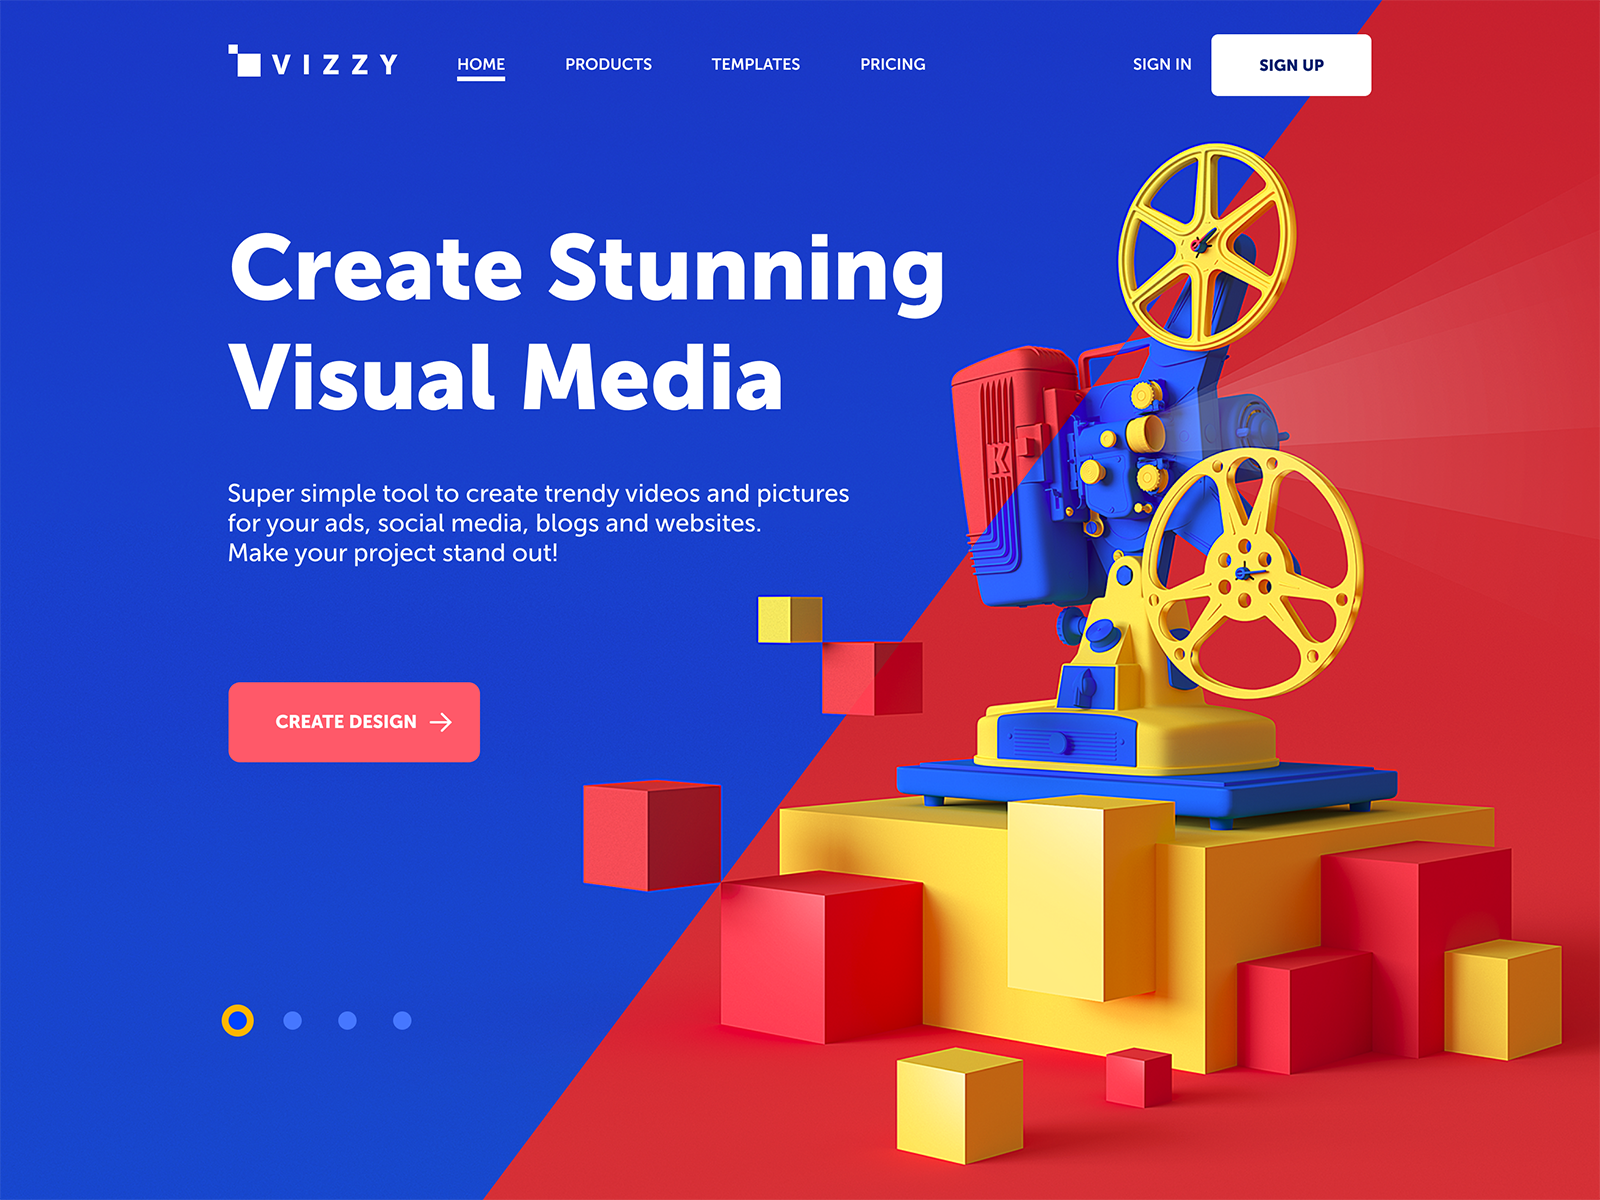 VIZZY
HOME
PRODUCTS
TEMPLATES
PRICING
SIGN IN
SIGN UP
Create Stunning
Visual Media
Super simple tool to create trendy videos and pictures
for your ads, social media, blogs and websites.
Make your project stand out!
K
CREATE DESIGN